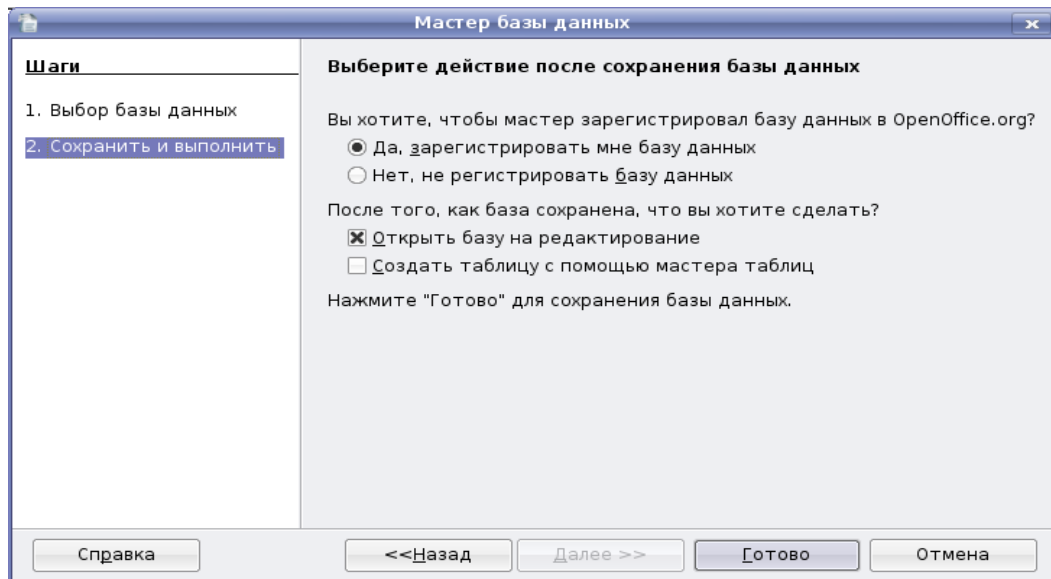 Мастер базы данных
Шаги
1. Выбор базы данных
2. Сохранить и выполнить
Выберите действие после сохранения базы данных
Вы хотите, чтобы мастер зарегистрировал базу данных в OpenOffice.org?
Да, зарегистрировать мне базу данных
Нет, не регистрировать базу данных
После того, как база сохранена, что вы хотите сделать?
Открыть базу на редактирование
Создать таблицу с помощью мастера таблиц
Нажмите "Готово" для сохранения базы данных.
Справка
<<Назад
Далее >>
Готово
Отмена